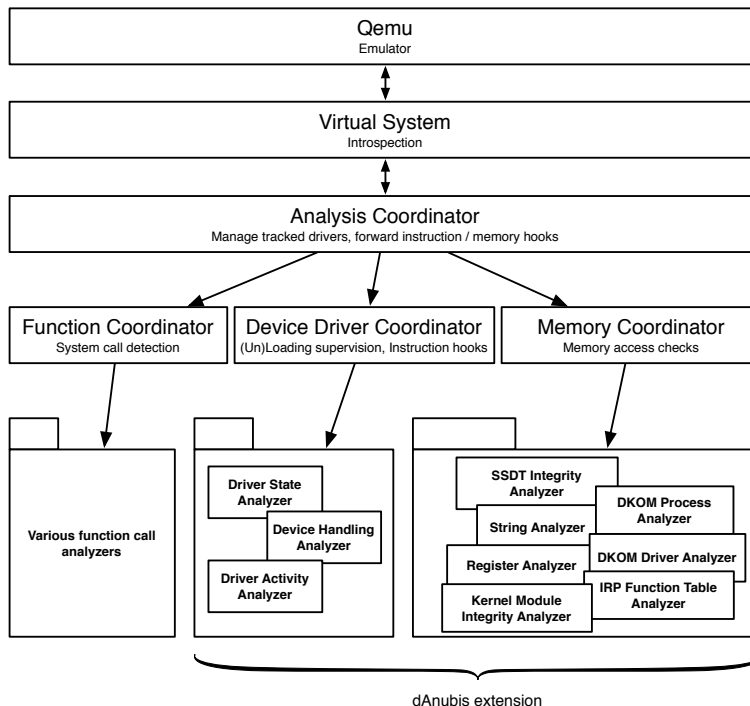 Qemu
Emulator
Virtual System
Introspection
Analysis Coordinator
Manage tracked drivers, forward instruction / memory hooks
Function Coordinator
System call detection
Device Driver Coordinator
(Un)Loading supervision, Instruction hooks
Memory Coordinator
Memory access checks
Various function call
analyzers
Driver State
Analyzer
Device Handling
Analyzer
Driver Activity
Analyzer
SSDT Integrity
Analyzer
DKOM Process
Analyzer
String Analyzer
DKOM Driver Analyzer
Register Analyzer
IRP Function Table
Analyzer
Kernel Module
Integrity Analyzer
dAnubis extension